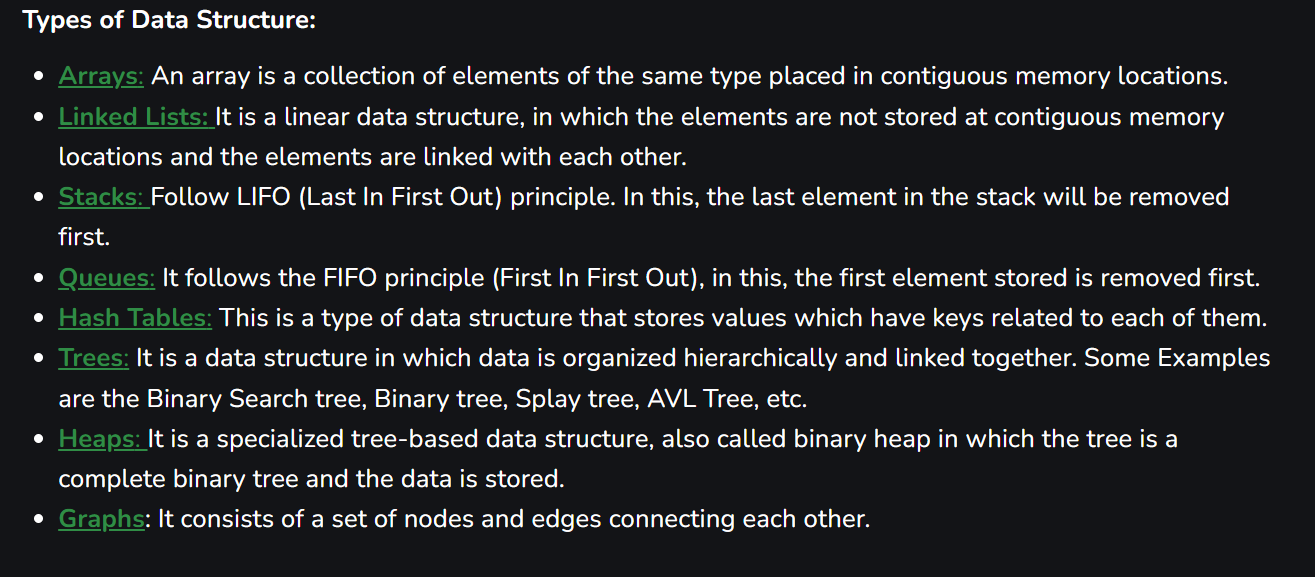 Types of Data Structure:
• Arrays: An array is a collection of elements of the same type placed in contiguous memory locations.
• Linked Lists: It is a linear data structure, in which the elements are not stored at contiguous memory
locations and the elements are linked with each other.
• Stacks: Follow LIFO (Last In First Out) principle. In this, the last element in the stack will be removed
first.
• Queues: It follows the FIFO principle (First In First Out), in this, the first element stored is removed first.
• Hash Tables: This is a type of data structure that stores values which have keys related to each of them.
• Trees: It is a data structure in which data is organized hierarchically and linked together. Some Examples
are the Binary Search tree, Binary tree, Splay tree, AVL Tree, etc.
• Heaps: It is a specialized tree-based data structure, also called binary heap in which the tree is a
complete binary tree and the data is stored.
• Graphs: It consists of a set of nodes and edges connecting each other.